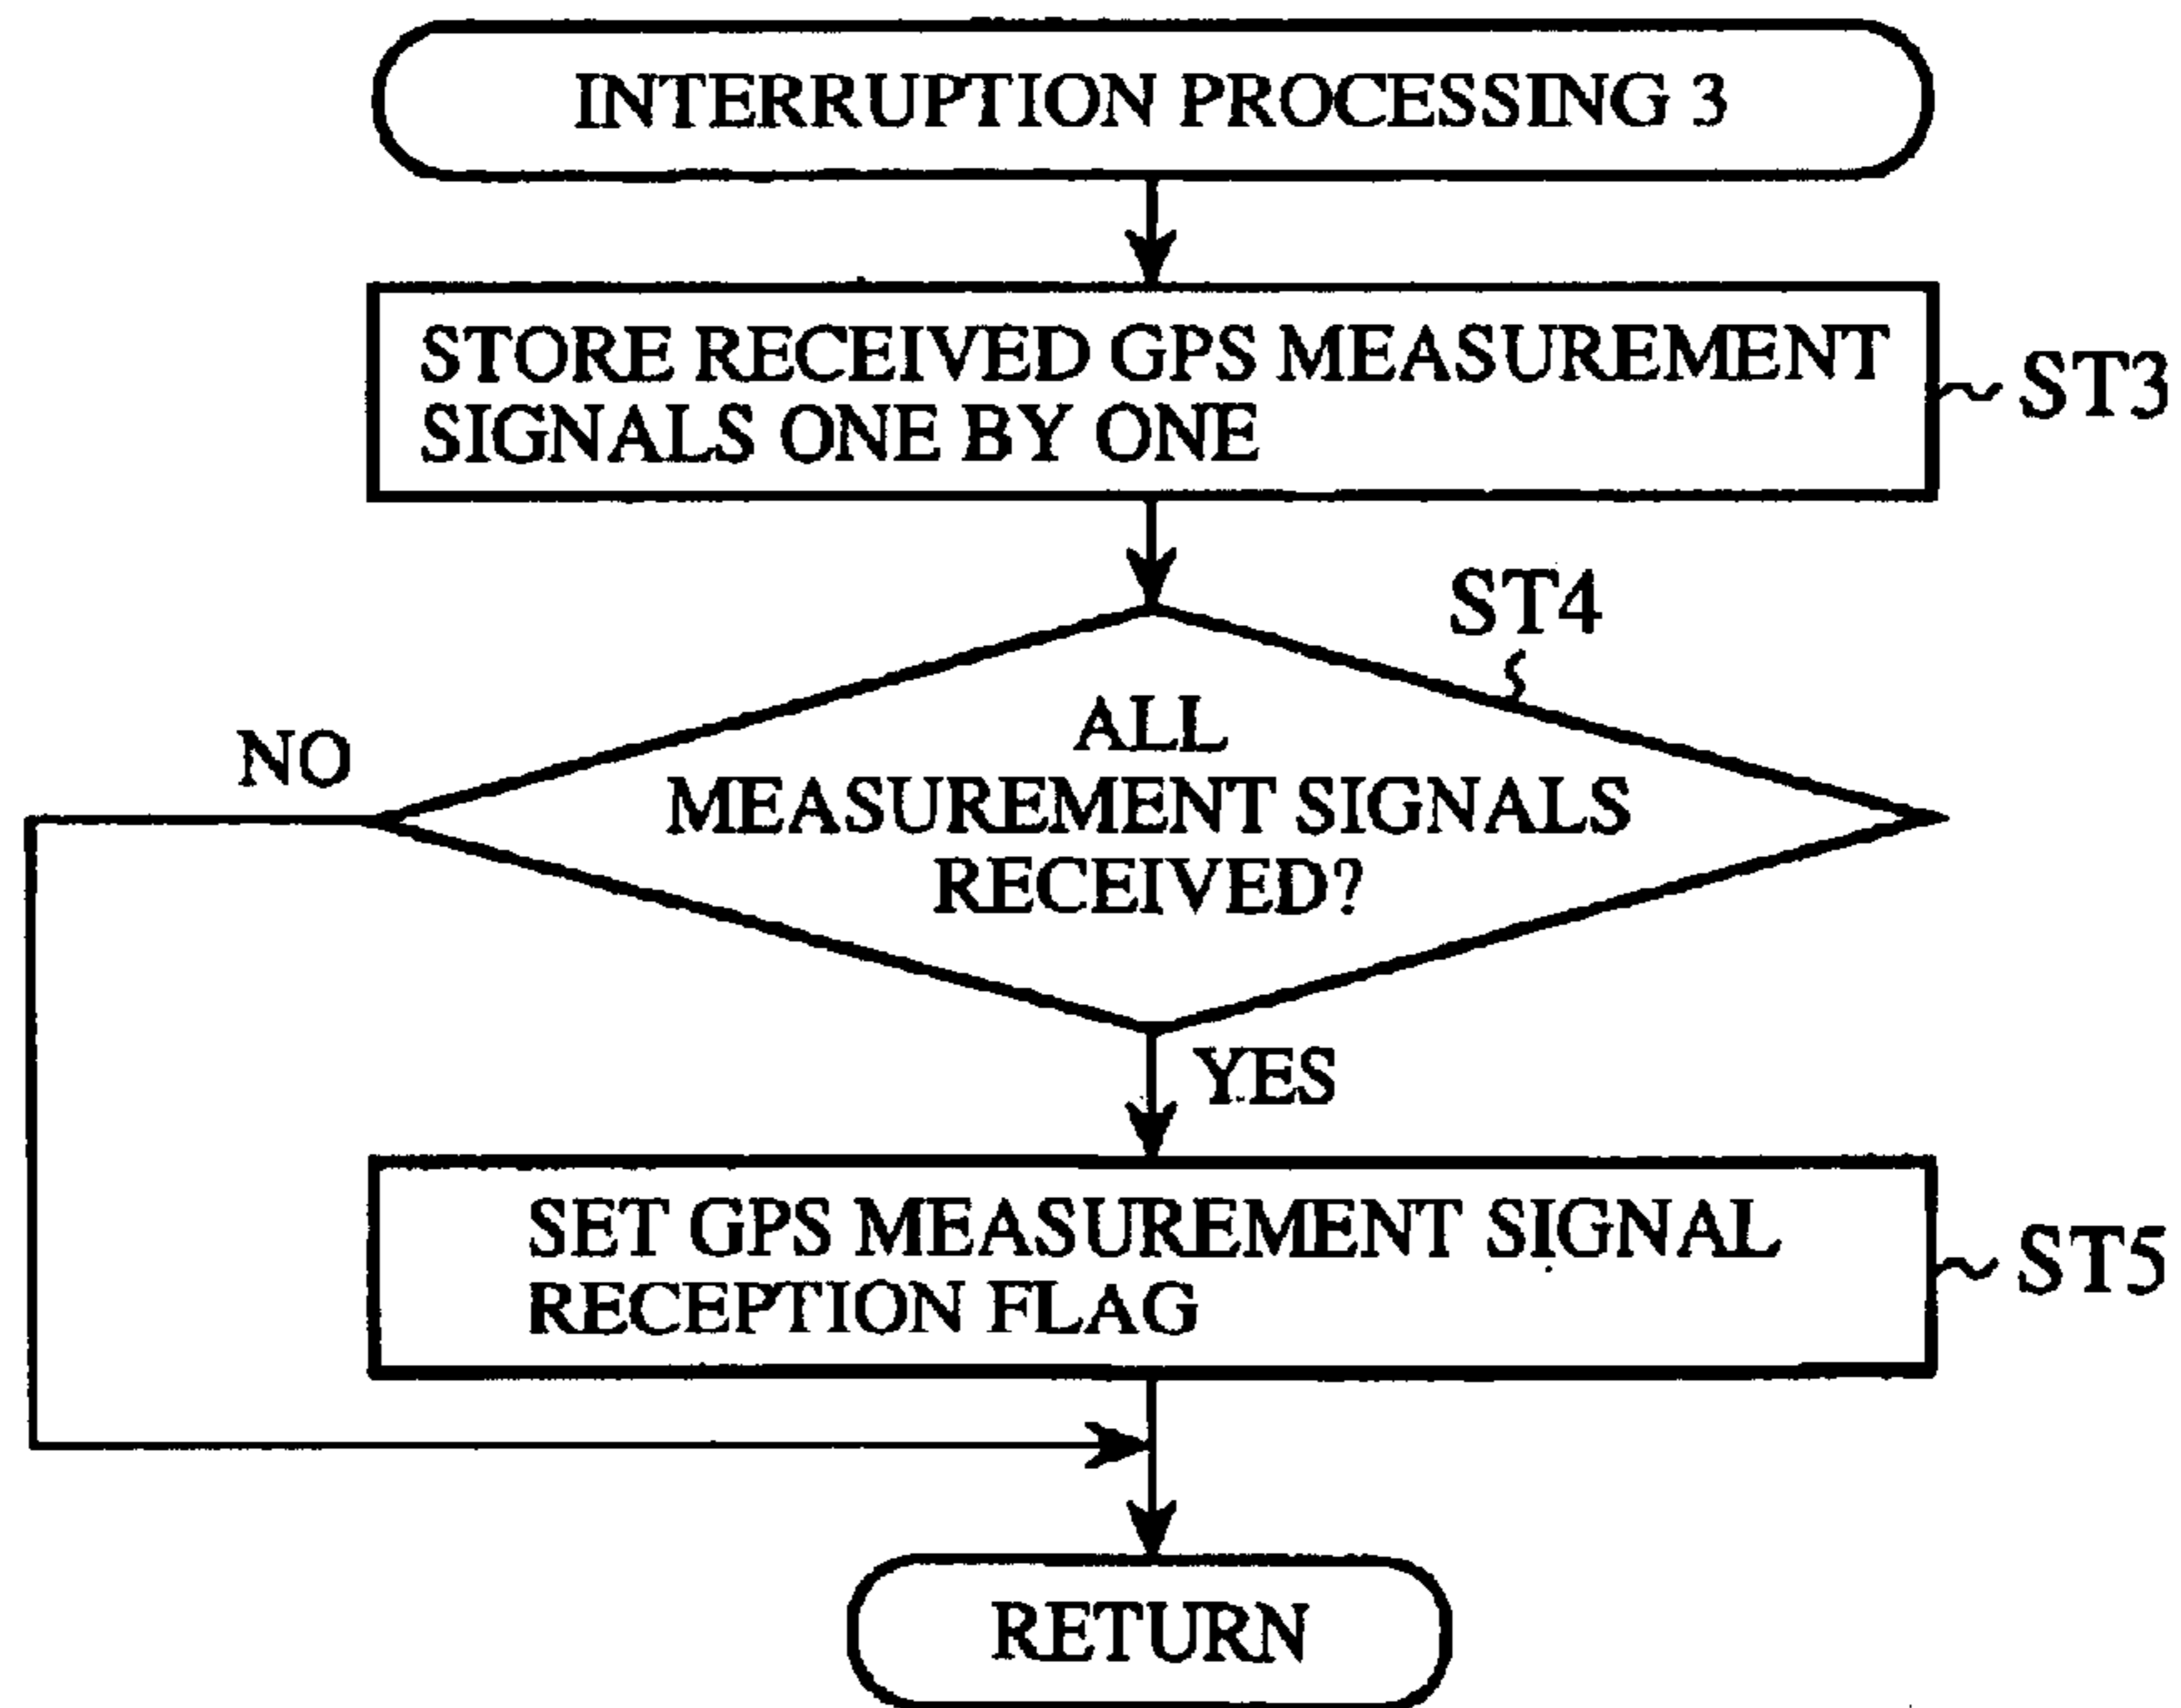 INTERRUPTION PROCESSING 3
STORE RECEIVED GPS MEASUREMENT
SIGNALS ONE BY ONE
ST3
ST4
ALL
MEASUREMENT SIGNALS
RECEIVED?
NO
YES
SET GPS MEASUREMENT SIGNAL
RECEPTION FLAG
ST5
RETURN